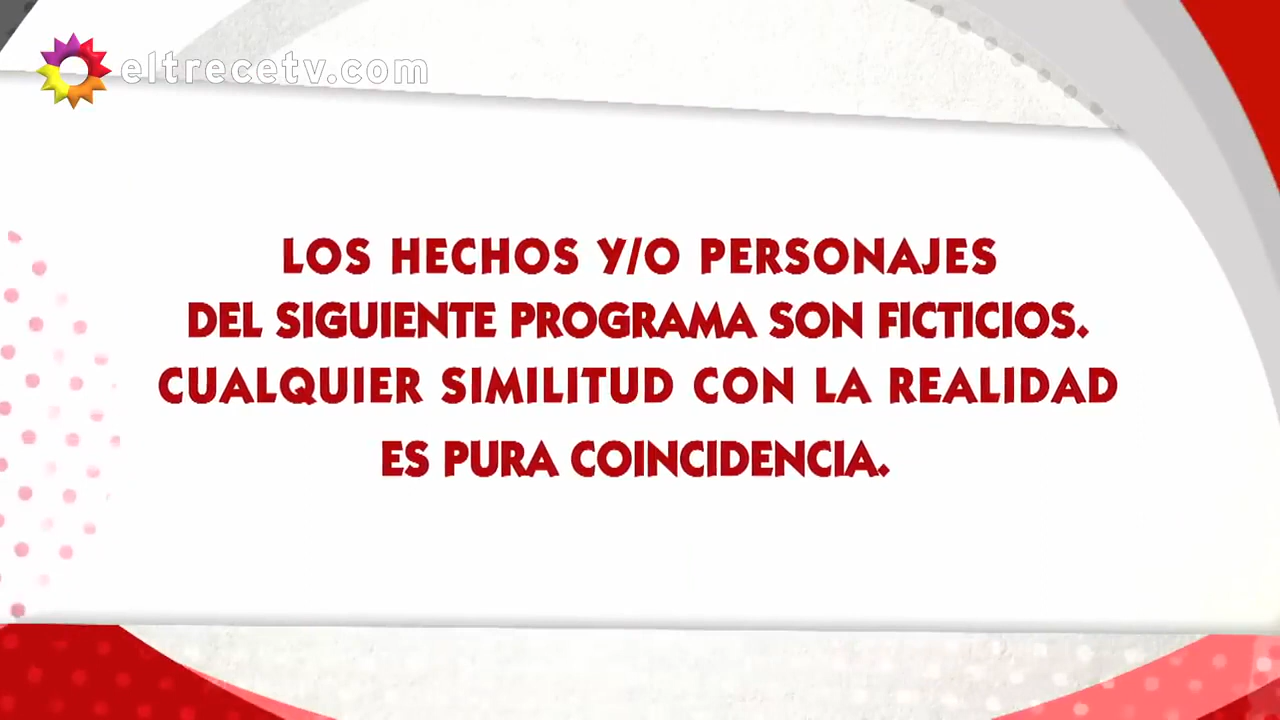 eltrecetv.com
LOS HECHOS Y/O PERSONAJES
DEL SIGUIENTE PROGRAMA SON FICTICIOS.
CUALQUIER SIMILITUD CON LA REALIDAD
ES PURA COINCIDENCIA.